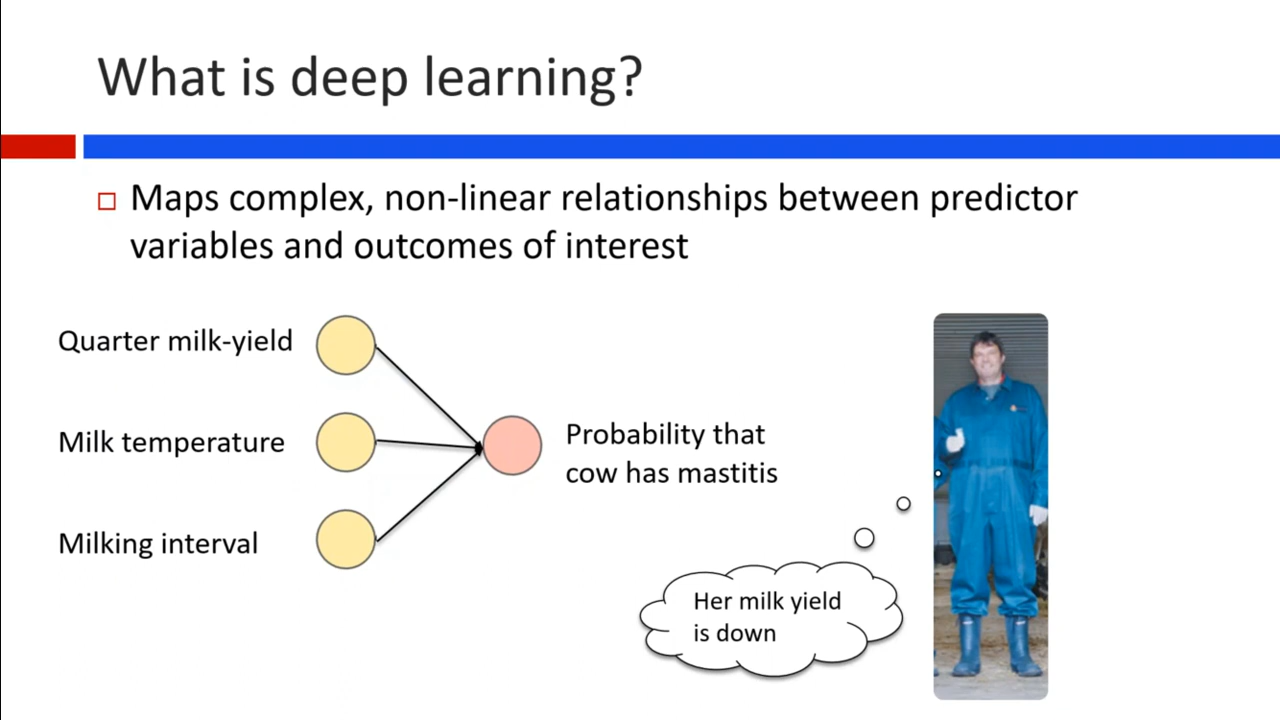 What is deep learning?
Maps complex, non-linear relationships between predictor
variables and outcomes of interest
Quarter milk-yield
Milk temperature
Milking interval
Probability that
cow has mastitis
Her milk yield
is down